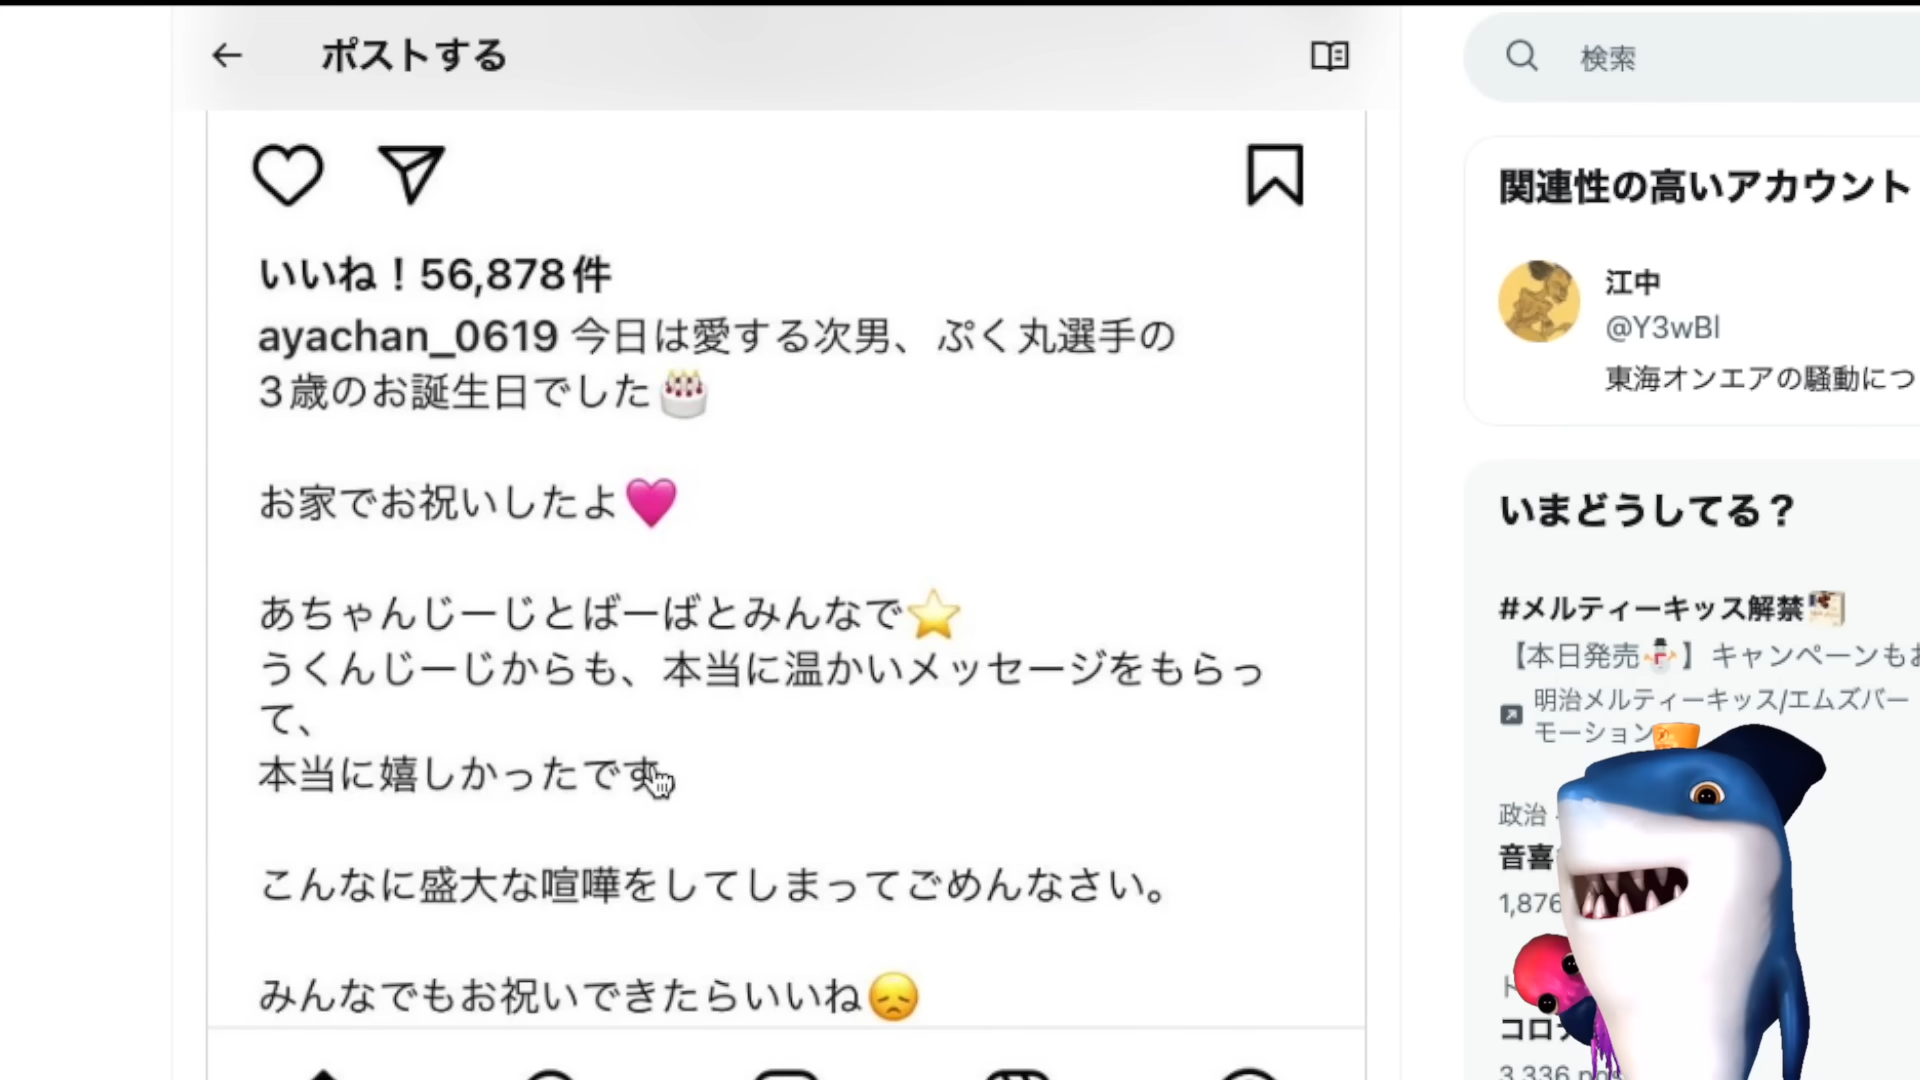 ポストする
いいね！56,878件
ayachan_0619 今日は愛する次男、ぷく丸選手の
３歳のお誕生日でした🎂
お家でお祝いしたよ💗
あちゃんじーじとばーばとみんなで⭐
うくんじーじからも、本当に温かいメッセージをもらっ
て、
本当に嬉しかったです
こんなに盛大な喧嘩をしてしまってごめんなさい。
みんなでもお祝いできたらいいね😞
検索
関連性の高いアカウント
江中
@Y3wBl
東海オンエアの騒動につ
いまどうしてる？
#メルティーキッス解禁
【本日発売⛄】キャンペーンもお
明治メルティーキッス/エムズバー
モーション
政治
音喜
1,876
コロ
3,336